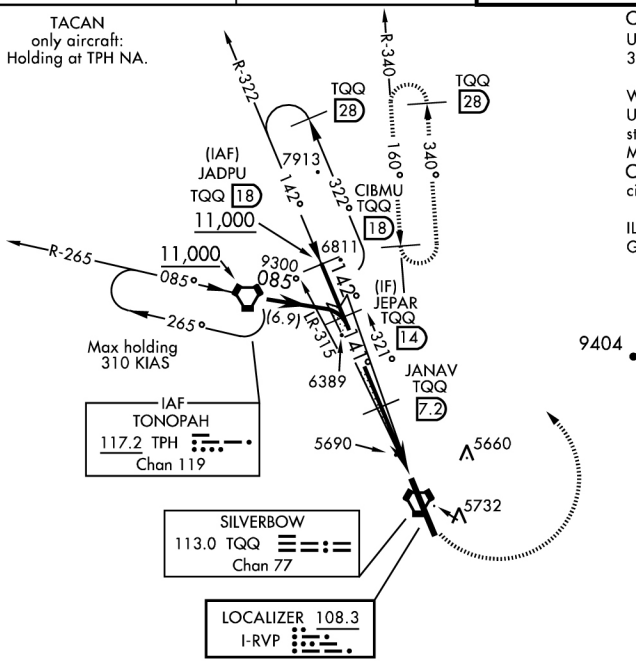 TACAN
only aircraft:
Holding at TPH NA.
R-322
R-340
TQQ
28
TQQ
28
7913
(IAF)
JADPU
TQQ 18
11,000
142°
322°
160°
340°
CIBMU
TQQ
18
R-265
11,000
085°
265°
9300
085°
6811
142°
(6.9)
LR-315
(IF)
JEPAR
TQQ
14
141°
321°
Max holding
310 KIAS
6389
JANAV
TQQ
7.2
9404
IAF
TONOPAH
117.2 TPH
Chan 119
5690
5660
5732
SILVERBOW
113.0 TQQ
Chan 77
LOCALIZER 108.3
I-RVP